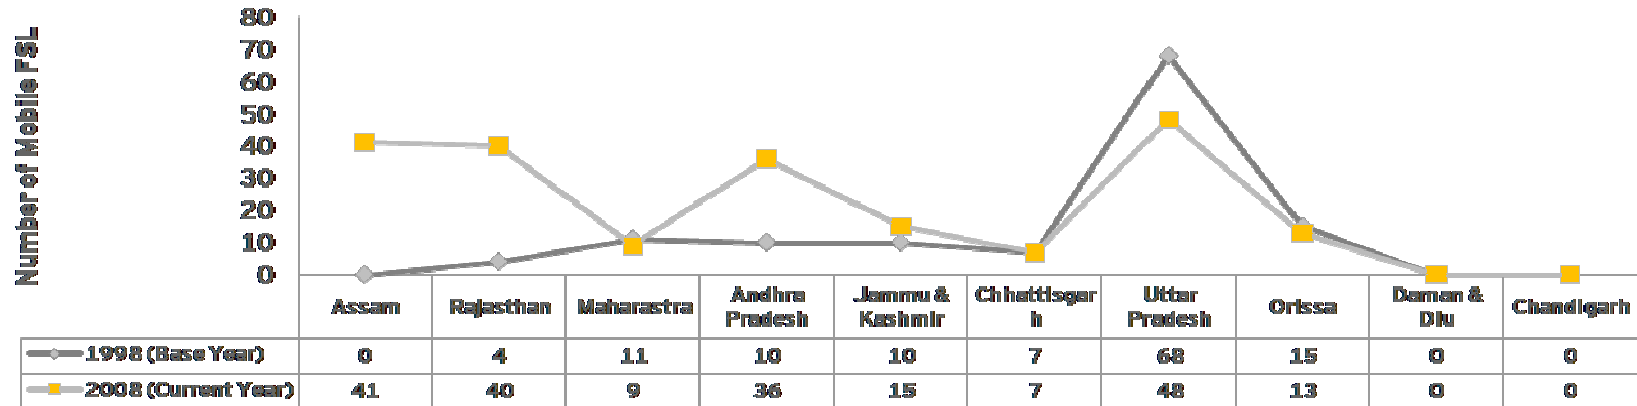 Number of Mobile FSL
80
70
60
50
40
30
20
10
0
Assam Rajasthan Maharastra Andhra Pradesh Jammu & Kashmir Chhattisgarh Uttar Pradesh Orissa Daman & Diu Chandigarh
1998 (Base Year) 0 4 11 10 10 7 68 15 0 0
2008 (Current Year) 41 40 9 36 15 7 48 13 0 0